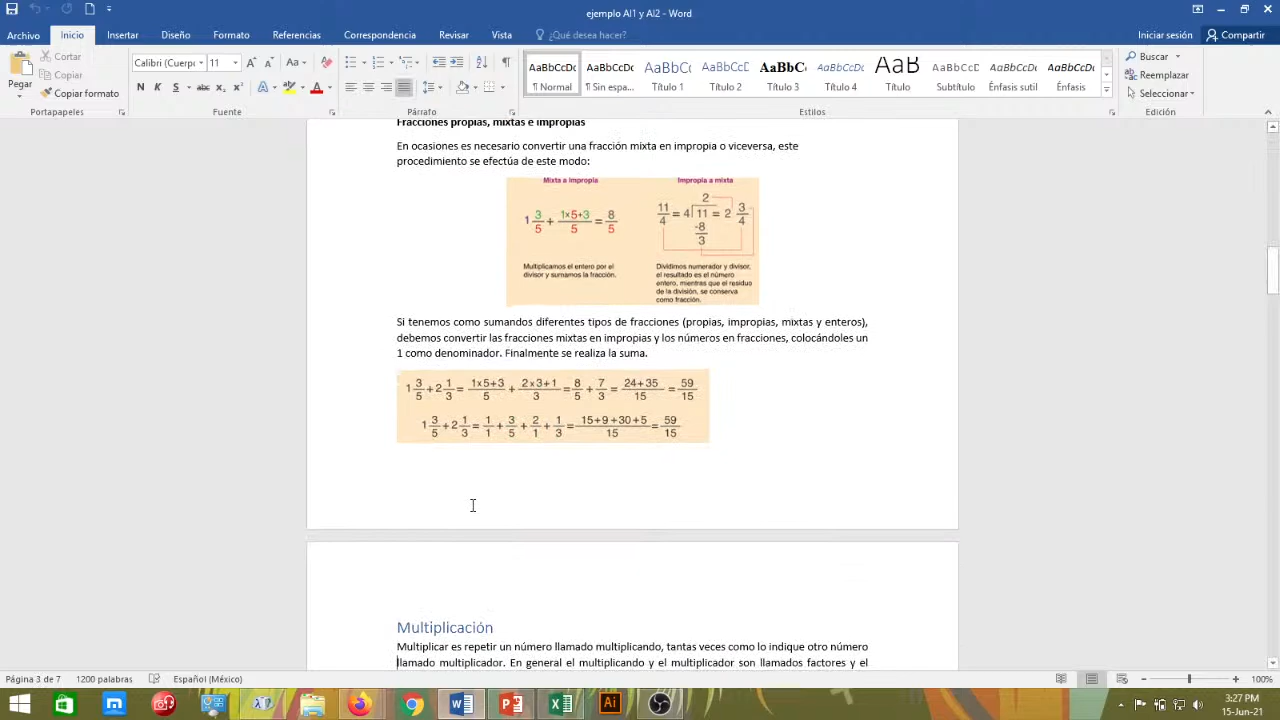 ejemplo AI1 y AI2 - Word
Archivo Inicio Insertar Diseño Formato Referencias Correspondencia Revisar Vista ¿Qué desea hacer? Iniciar sesión Compartir
Pegar
Cortar
Copiar
Copiar formato
Portapapeles
Calibri (Cuerpo 11
N K S abc x₂ x²
Fuente
Párrafo
AaBbCcDc AaBbCcDc AaBbCc AaBbCcD AaBbC AaBbCcDc AaB AaBbCcD AaBbCcDc AaBbCcDc
¶ Normal ¶ Sin espa... Título 1 Título 2 Título 3 Título 4 Título Subtítulo Énfasis sutil Énfasis
Estilos
Buscar
Reemplazar
Seleccionar
Edición
Fracciones propias, mixtas e impropias
En ocasiones es necesario convertir una fracción mixta en impropia o viceversa, este
procedimiento se efectúa de este modo:
Mixta a impropia
1 3/5 + 1x5+3/5 = 8/5
Multiplicamos el entero por el
divisor y sumamos la fracción.
Impropia a mixta
2
11/4 = 4 11 = 2 3/4
-8
3
Dividimos numerador y divisor,
el resultado es el número
entero, mientras que el residuo
de la división, se conserva
como fracción.
Si tenemos como sumandos diferentes tipos de fracciones (propias, impropias, mixtas y enteros),
debemos convertir las fracciones mixtas en impropias y los números en fracciones, colocándoles un
1 como denominador. Finalmente se realiza la suma.
1 3/5 + 2 1/3 = 1x5+3/5 + 2x3+1/3 = 8/5 + 7/3 = 24+35/15 = 59/15
1 3/5 + 2 1/3 = 1/1 + 3/5 + 2/1 + 1/3 = 15+9+30+5/15 = 59/15
Multiplicación
Multiplicar es repetir un número llamado multiplicando, tantas veces como lo indique otro número
llamado multiplicador. En general el multiplicando y el multiplicador son llamados factores y el
Página 3 de 7 1200 palabras Español (México) 100%
3:27 PM
15-Jun-21